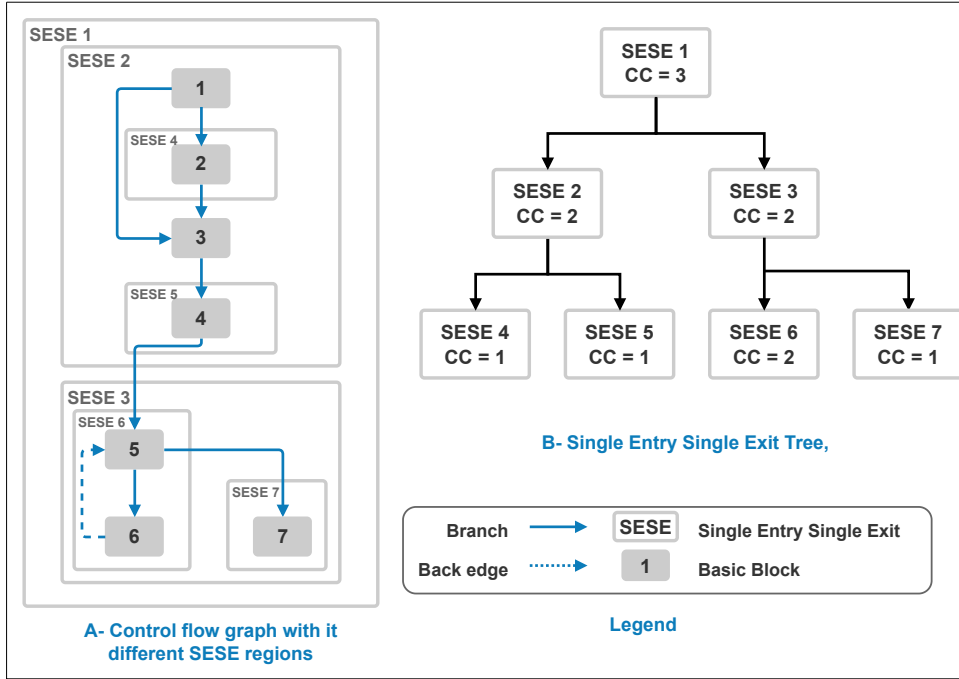 SESE 1
SESE 2
1
SESE 4
2
3
SESE 5
4
SESE 3
SESE 6
5
6
SESE 7
7
A- Control flow graph with it
different SESE regions
SESE 1
CC = 3
SESE 2
CC = 2
SESE 3
CC = 2
SESE 4
CC = 1
SESE 5
CC = 1
SESE 6
CC = 2
SESE 7
CC = 1
B- Single Entry Single Exit Tree,
Branch
SESE
Single Entry Single Exit
Back edge
1
Basic Block
Legend